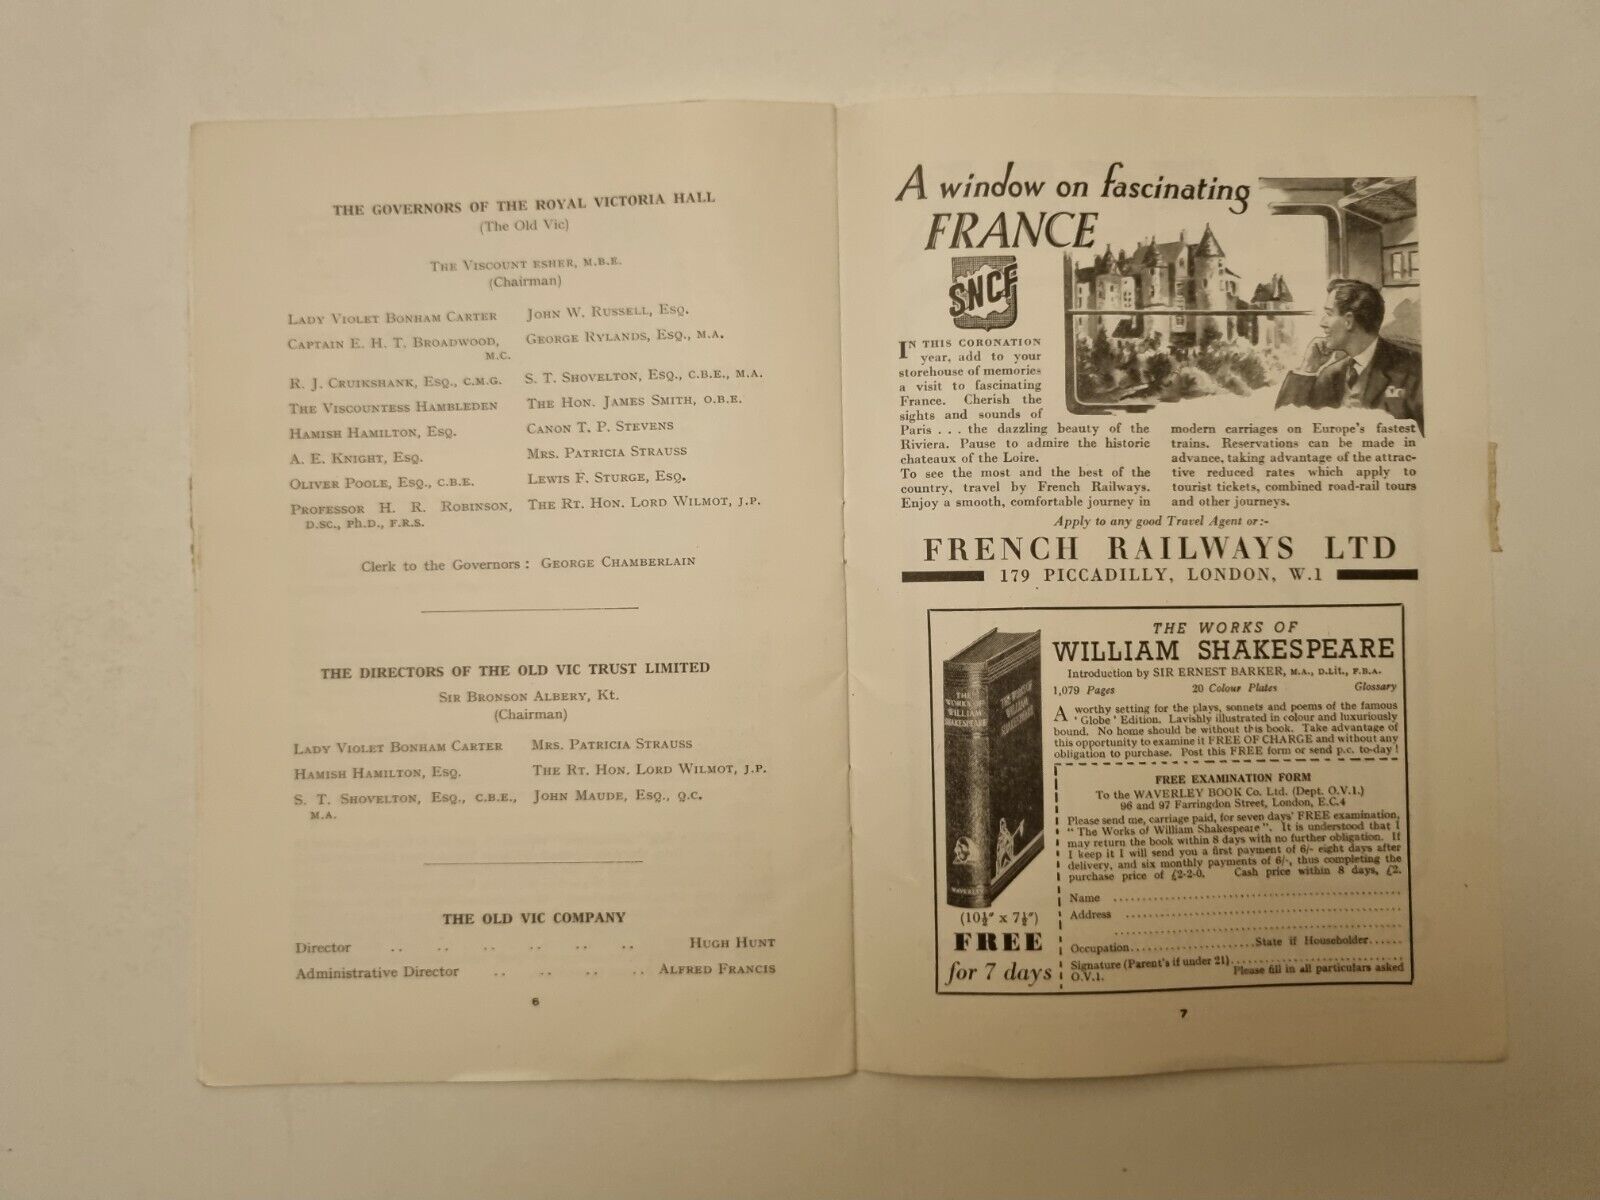 THE GOVERNORS OF THE ROYAL VICTORIA HALL
(The Old Vic)
THE VISCOUNT ESHER, M.B.E.
(Chairman)
LADY VIOLET BONHAM CARTER
CAPTAIN E. H. T. BROADWOOD,
M.C.
R. J. CRUIKSHANK, ESQ., C.M.G.
THE VISCOUNTESS HAMBLEDEN
HAMISH HAMILTON, ESQ.
A. E. KNIGHT, ESQ.
OLIVER POOLE, ESQ., C.B.E.
PROFESSOR H. R. ROBINSON,
D.SC., Ph.D., F.R.S.
JOHN W. RUSSELL, ESQ.
GEORGE RYLANDS, ESQ., M.A.
S. T. SHOVELTON, ESQ., C.B.E., M.A.
THE HON. JAMES SMITH, O.B.E.
CANON T. P. STEVENS
MRS. PATRICIA STRAUSS
LEWIS F. STURGE, ESQ.
THE RT. HON. LORD WILMOT, J.P.
Clerk to the Governors : GEORGE CHAMBERLAIN
THE DIRECTORS OF THE OLD VIC TRUST LIMITED
SIR BRONSON ALBERY, KT.
(Chairman)
LADY VIOLET BONHAM CARTER
HAMISH HAMILTON, ESQ.
S. T. SHOVELTON, ESQ., C.B.E.,
M.A.
MRS. PATRICIA STRAUSS
THE RT. HON. LORD WILMOT, J.P.
JOHN MAUDE, ESQ., Q.C.
THE OLD VIC COMPANY
Director .. .. .. .. .. .. HUGH HUNT
Administrative Director .. .. .. .. ALFRED FRANCIS
6
A window on fascinating
FRANCE
SNCF
IN THIS CORONATION
year, add to your
storehouse of memories
a visit to fascinating
France. Cherish the
sights and sounds of
Paris . . . the dazzling beauty of the
Riviera. Pause to admire the historic
chateaux of the Loire.
To see the most and the best of the
country, travel by French Railways.
Enjoy a smooth, comfortable journey in
modern carriages on Europe's fastest
trains. Reservations can be made in
advance, taking advantage of the attrac-
tive reduced rates which apply to
tourist tickets, combined road-rail tours
and other journeys.
Apply to any good Travel Agent or:-
FRENCH RAILWAYS LTD
179 PICCADILLY, LONDON, W.1
THE WORKS OF
WILLIAM SHAKESPEARE
Introduction by SIR ERNEST BARKER, M.A., D.Lit., F.B.A.
1,079 Pages 20 Colour Plates Glossary
A worthy setting for the plays, sonnets and poems of the famous
' Globe ' Edition. Lavishly illustrated in colour and luxuriously
bound. No home should be without this book. Take advantage of
this opportunity to examine it FREE OF CHARGE and without any
obligation to purchase. Post this FREE form or send p.c. to-day !
THE
WORKS OF
WILLIAM
SHAKESPEARE
WAVERLEY
THE WORKS OF
WILLIAM
SHAKESPEARE
(10½" x 7½")
FREE
for 7 days
FREE EXAMINATION FORM
To the WAVERLEY BOOK Co. Ltd. (Dept. O.V.1.)
96 and 97 Farringdon Street, London, E.C.4
Please send me, carriage paid, for seven days' FREE examination,
" The Works of William Shakespeare ". It is understood that I
may return the book within 8 days with no further obligation. If
I keep it I will send you a first payment of 6/- eight days after
delivery, and six monthly payments of 6/-, thus completing the
purchase price of £2-2-0. Cash price within 8 days, £2.
Name
Address
Occupation..................State if Householder......
Signature (Parent's if under 21)
O.V.1. Please fill in all particulars asked
7